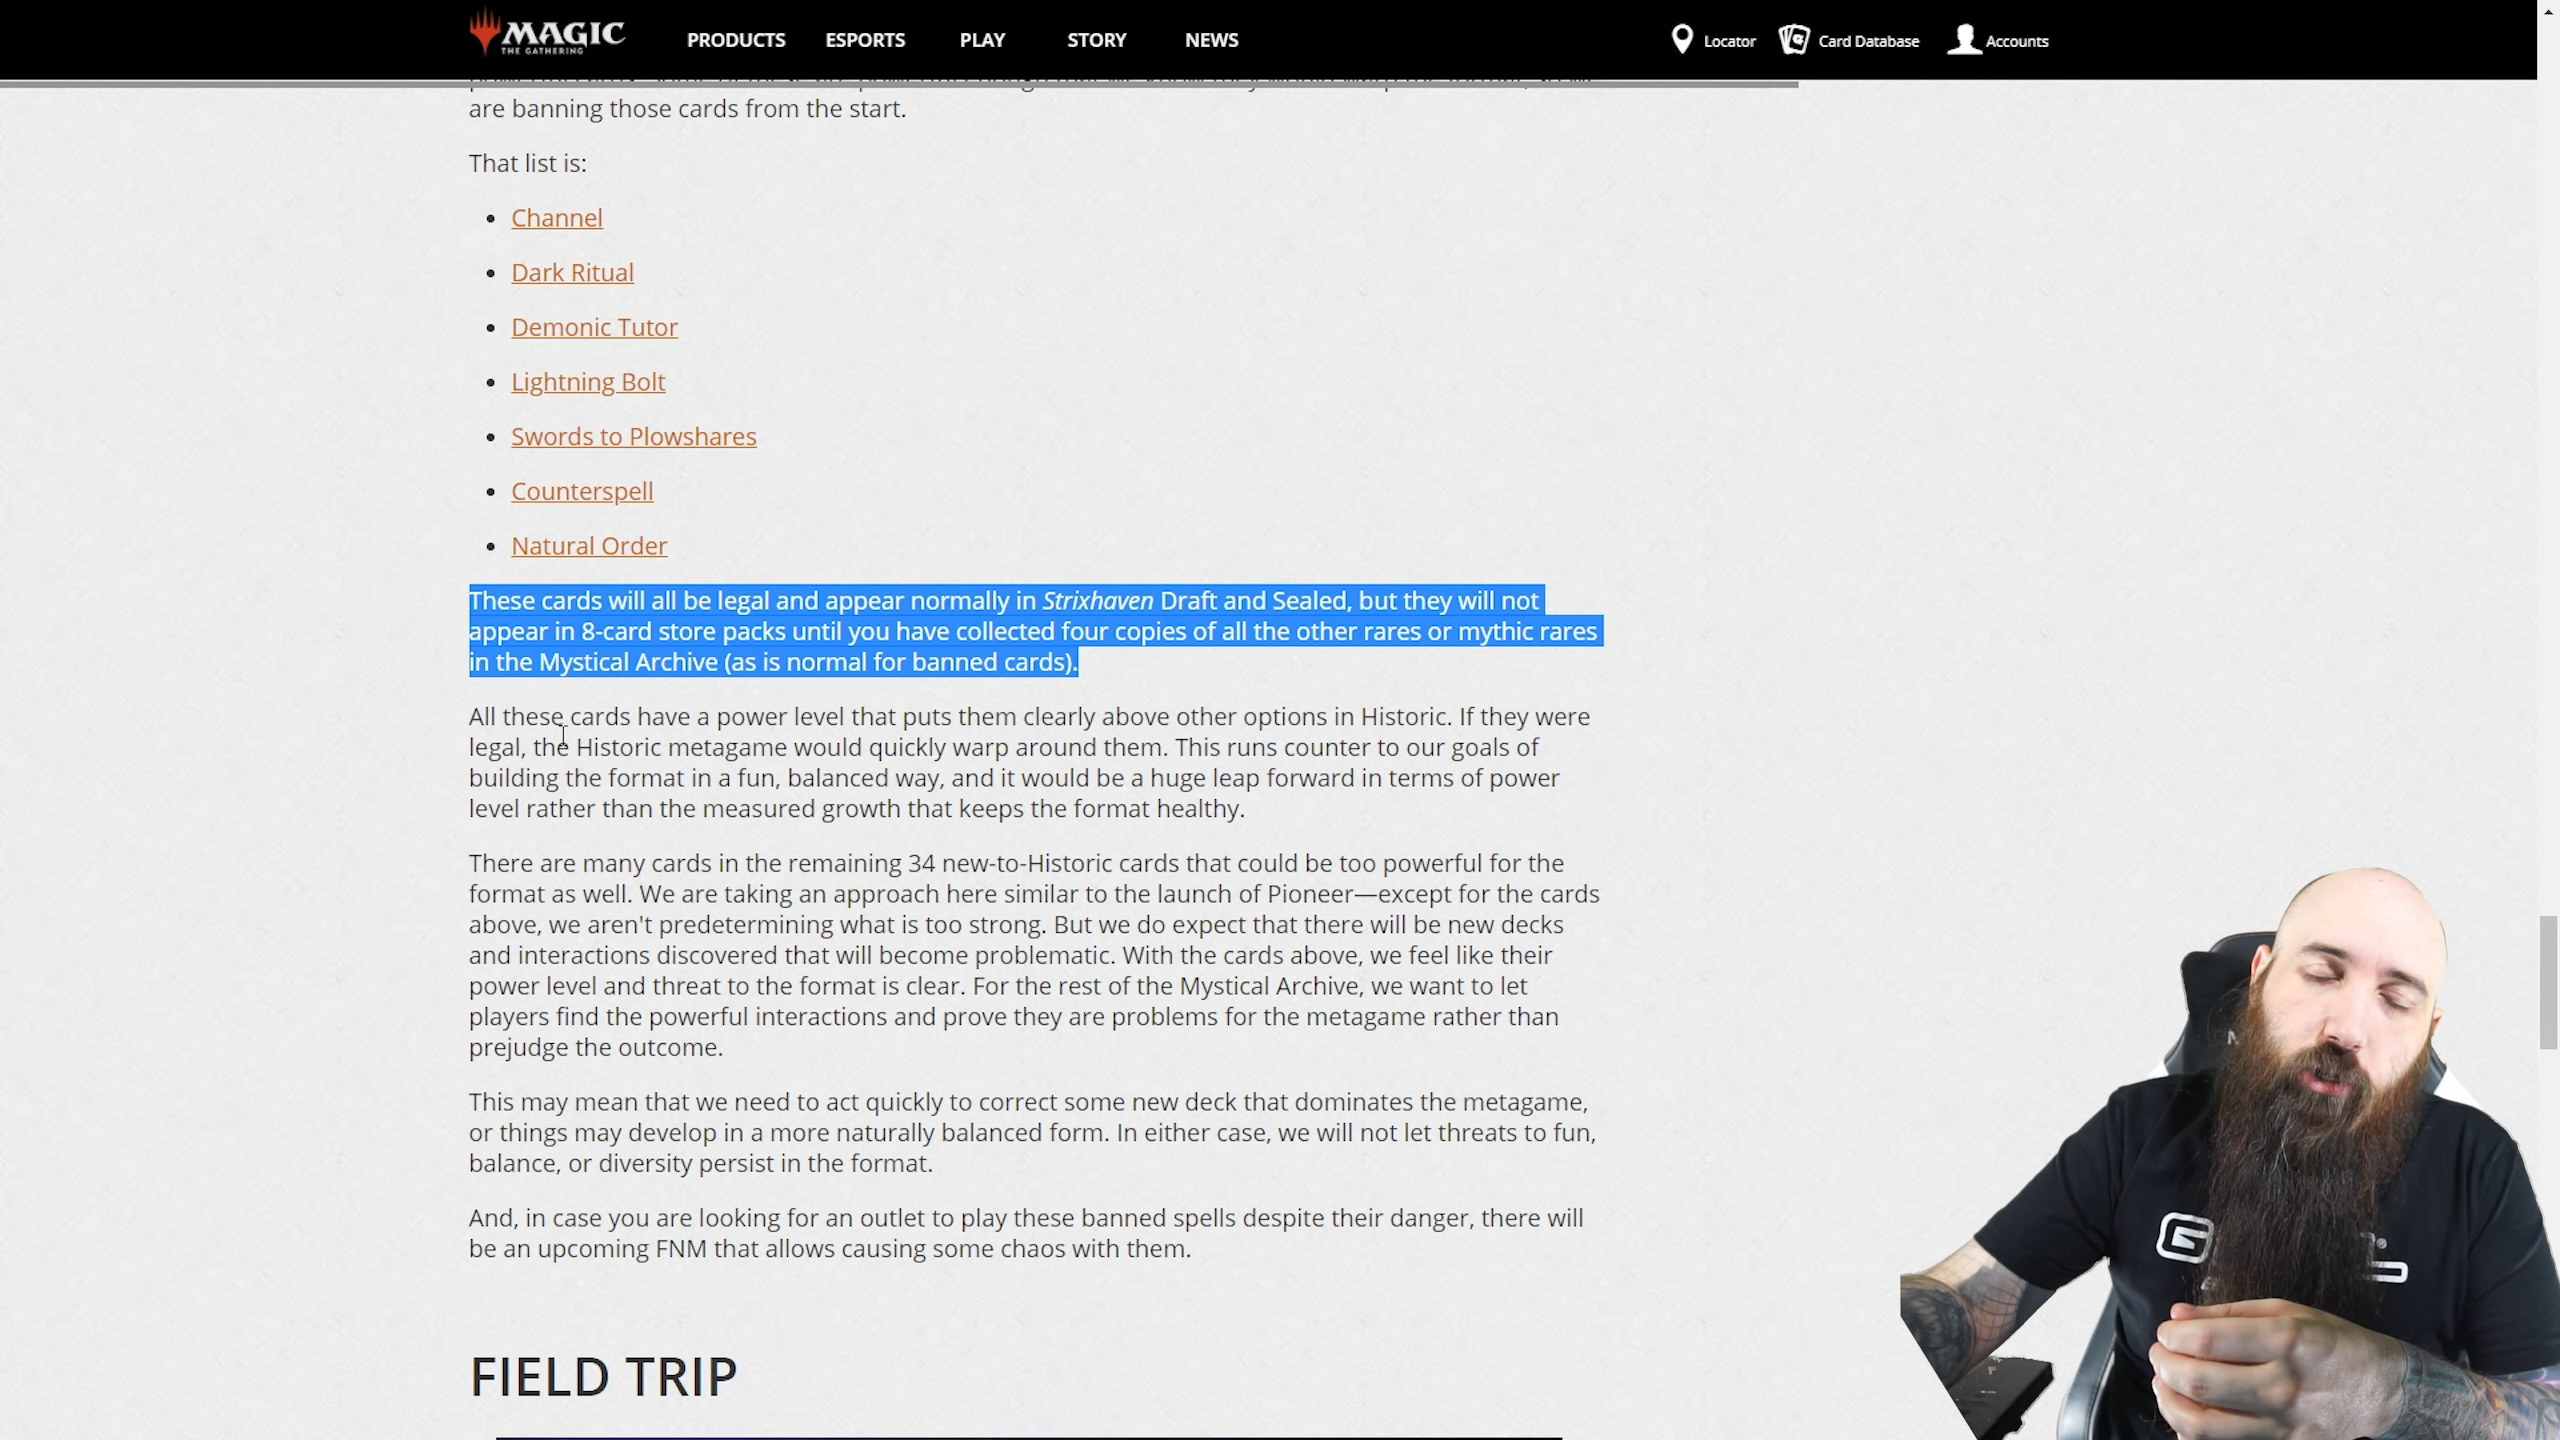 MAGIC
THE GATHERING
PRODUCTS ESPORTS PLAY STORY NEWS
Locator Card Database Accounts
are banning those cards from the start.
That list is:
• Channel
• Dark Ritual
• Demonic Tutor
• Lightning Bolt
• Swords to Plowshares
• Counterspell
• Natural Order
These cards will all be legal and appear normally in Strixhaven Draft and Sealed, but they will not
appear in 8-card store packs until you have collected four copies of all the other rares or mythic rares
in the Mystical Archive (as is normal for banned cards).
All these cards have a power level that puts them clearly above other options in Historic. If they were
legal, the Historic metagame would quickly warp around them. This runs counter to our goals of
building the format in a fun, balanced way, and it would be a huge leap forward in terms of power
level rather than the measured growth that keeps the format healthy.
There are many cards in the remaining 34 new-to-Historic cards that could be too powerful for the
format as well. We are taking an approach here similar to the launch of Pioneer—except for the cards
above, we aren't predetermining what is too strong. But we do expect that there will be new decks
and interactions discovered that will become problematic. With the cards above, we feel like their
power level and threat to the format is clear. For the rest of the Mystical Archive, we want to let
players find the powerful interactions and prove they are problems for the metagame rather than
prejudge the outcome.
This may mean that we need to act quickly to correct some new deck that dominates the metagame,
or things may develop in a more naturally balanced form. In either case, we will not let threats to fun,
balance, or diversity persist in the format.
And, in case you are looking for an outlet to play these banned spells despite their danger, there will
be an upcoming FNM that allows causing some chaos with them.
FIELD TRIP